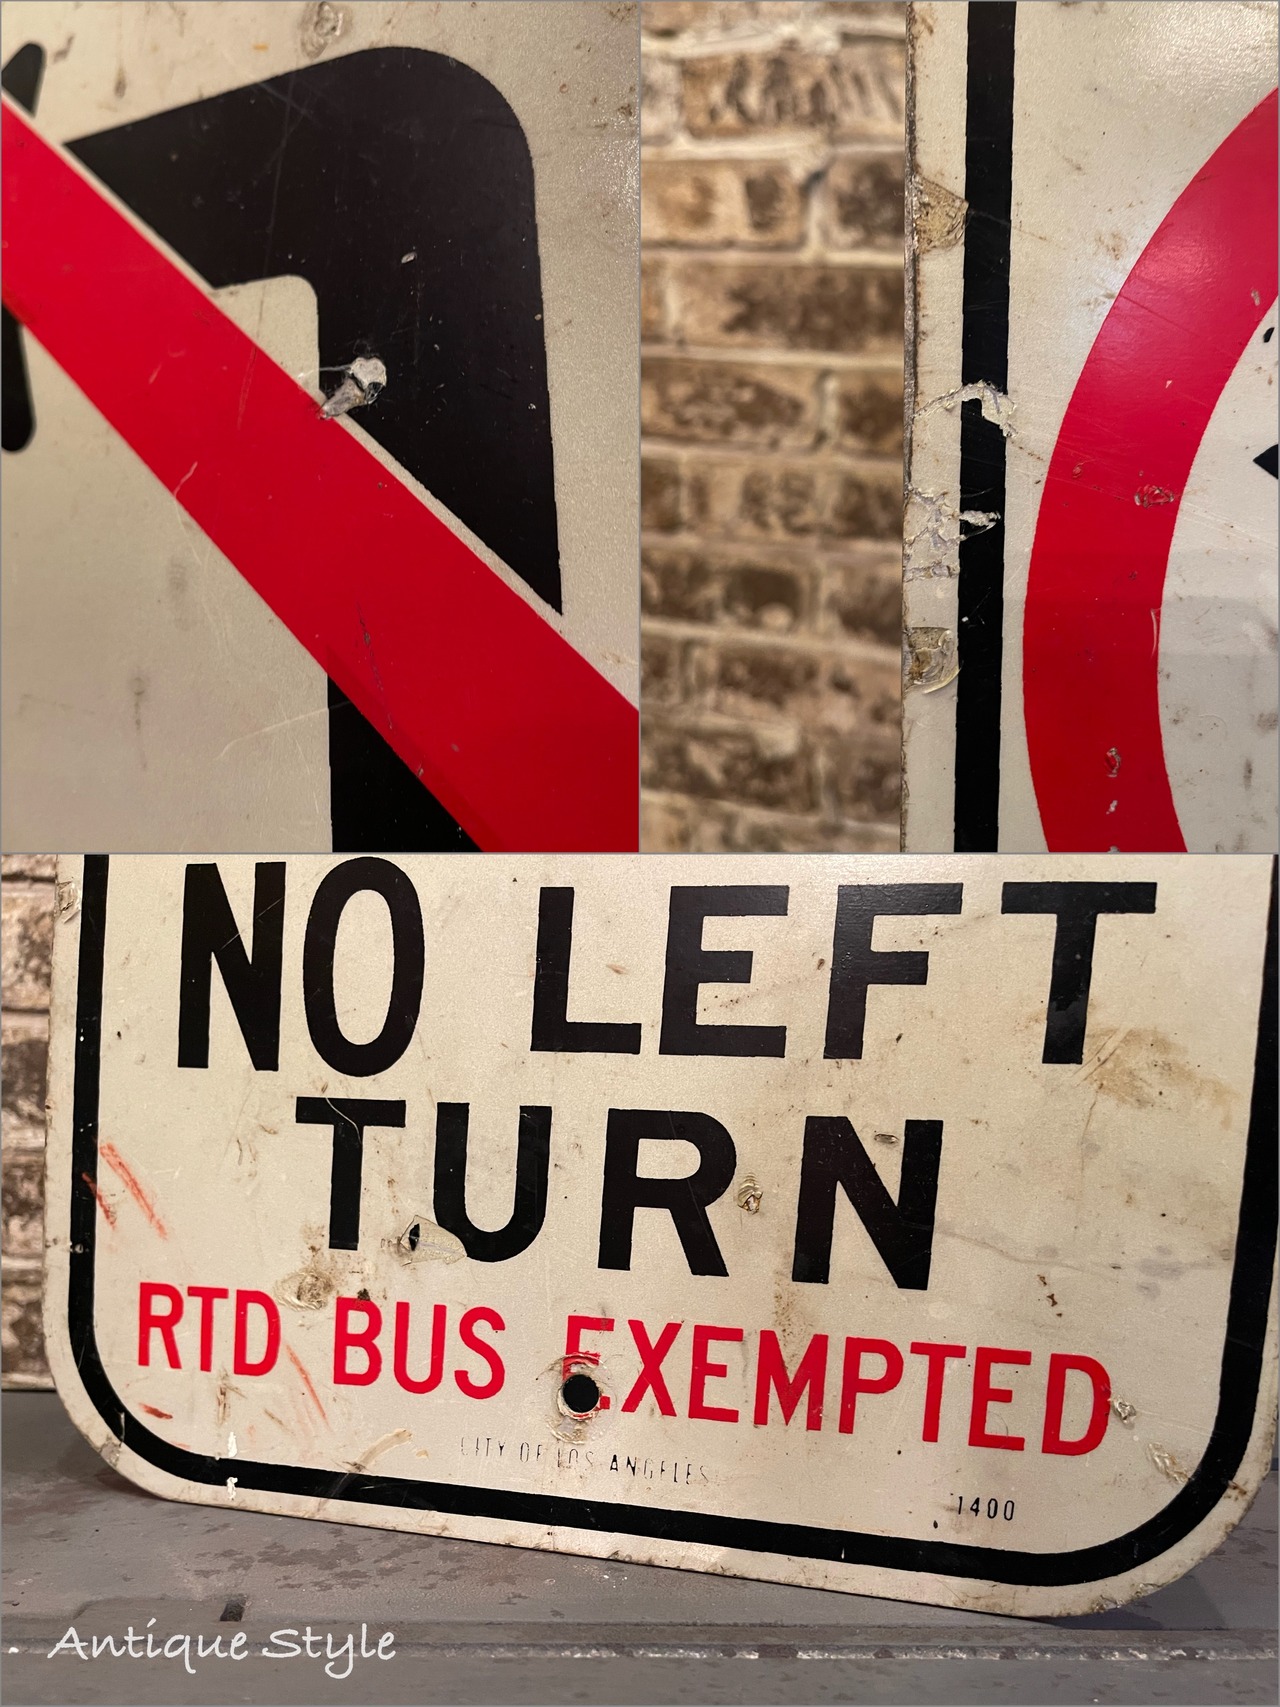 NO LEFT
TURN
RTD BUS EXEMPTED
CITY OF LOS ANGELES
1400
Antique Style